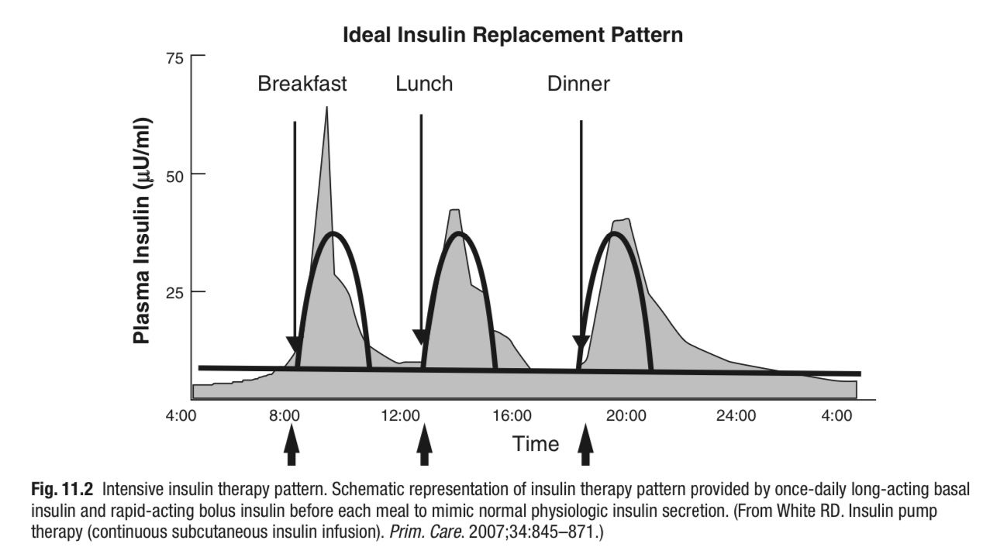 Ideal Insulin Replacement Pattern
75
Breakfast
Lunch
Dinner
Plasma Insulin (μU/ml)
50
25
4:00
8:00
12:00
16:00
20:00
24:00
4:00
Time
Fig. 11.2 Intensive insulin therapy pattern. Schematic representation of insulin therapy pattern provided by once-daily long-acting basal
insulin and rapid-acting bolus insulin before each meal to mimic normal physiologic insulin secretion. (From White RD. Insulin pump
therapy (continuous subcutaneous insulin infusion). Prim. Care. 2007;34:845–871.)